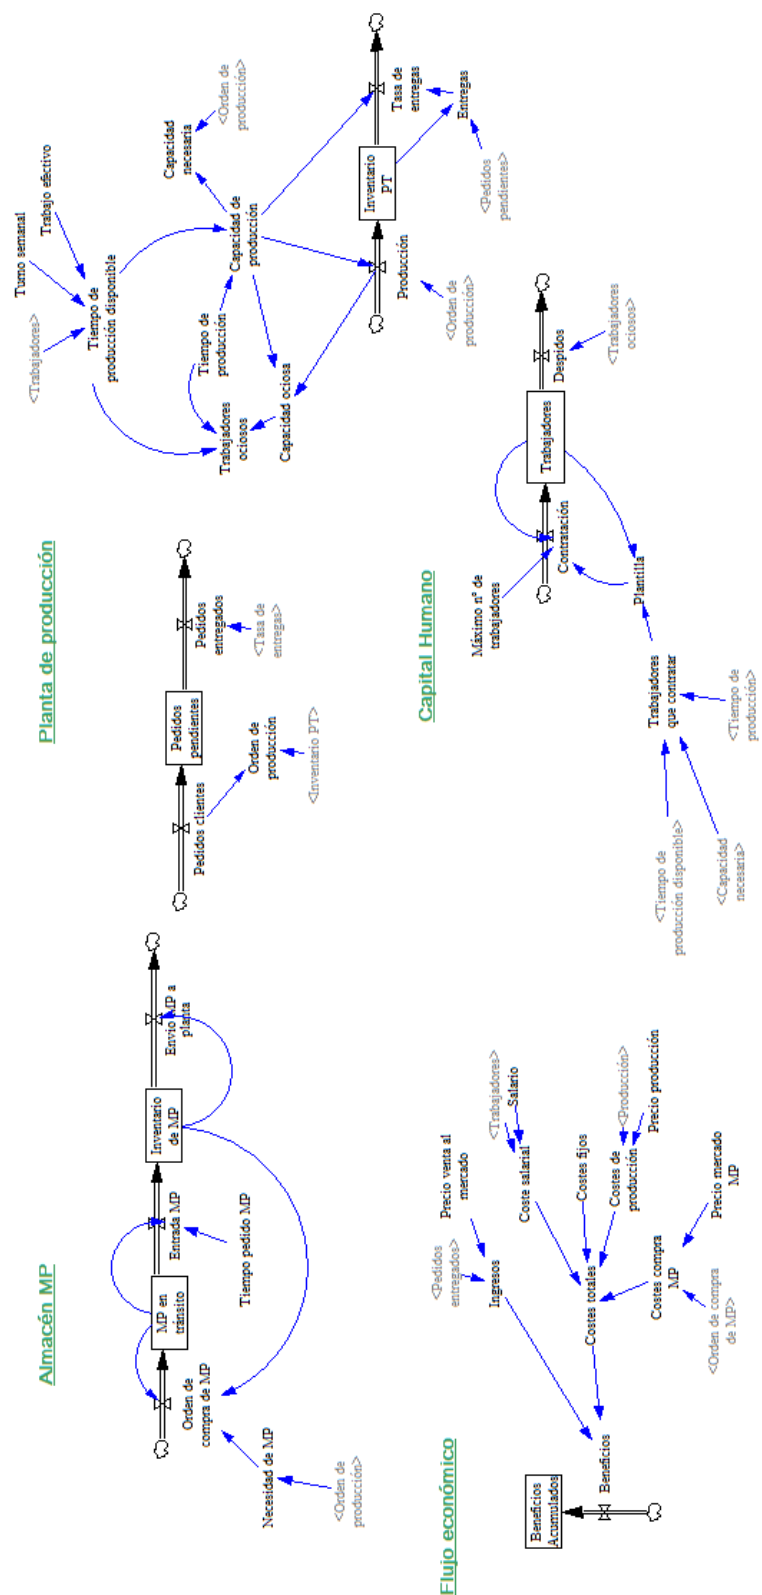 Almacén MP
Orden de
compra de MP
MP en
tránsito
Entrada MP
Inventario
de MP
Envío MP a
planta
Tiempo pedido MP
Necesidad de MP
<Orden de
producción>
Planta de producción
Pedidos clientes
Pedidos
pendientes
Pedidos
entregados
<Tasa de
entregas>
Orden de
producción
<Inventario PT>
<Trabajadores>
Turno semanal
Trabajo efectivo
Tiempo de
producción disponible
Trabajadores
ociosos
Tiempo de
producción
Capacidad ociosa
Capacidad de
producción
Capacidad
necesaria
<Orden de
producción>
Producción
<Orden de
producción>
Inventario
PT
Tasa de
entregas
Entregas
<Pedidos
pendientes>
Flujo económico
Beneficios
Acumulados
Beneficios
<Pedidos
entregados>
Precio venta al
mercado
Ingresos
Costes totales
Coste salarial
<Trabajadores>
Salario
Costes fijos
Costes de
producción
<Producción>
Precio producción
Costes compra
MP
Precio mercado
MP
<Orden de compra
de MP>
Capital Humano
Máximo nº de
trabajadores
Contratación
Trabajadores
Despidos
<Trabajadores
ociosos>
Plantilla
Trabajadores
que contratar
<Tiempo de
producción disponible>
<Capacidad
necesaria>
<Tiempo de
producción>